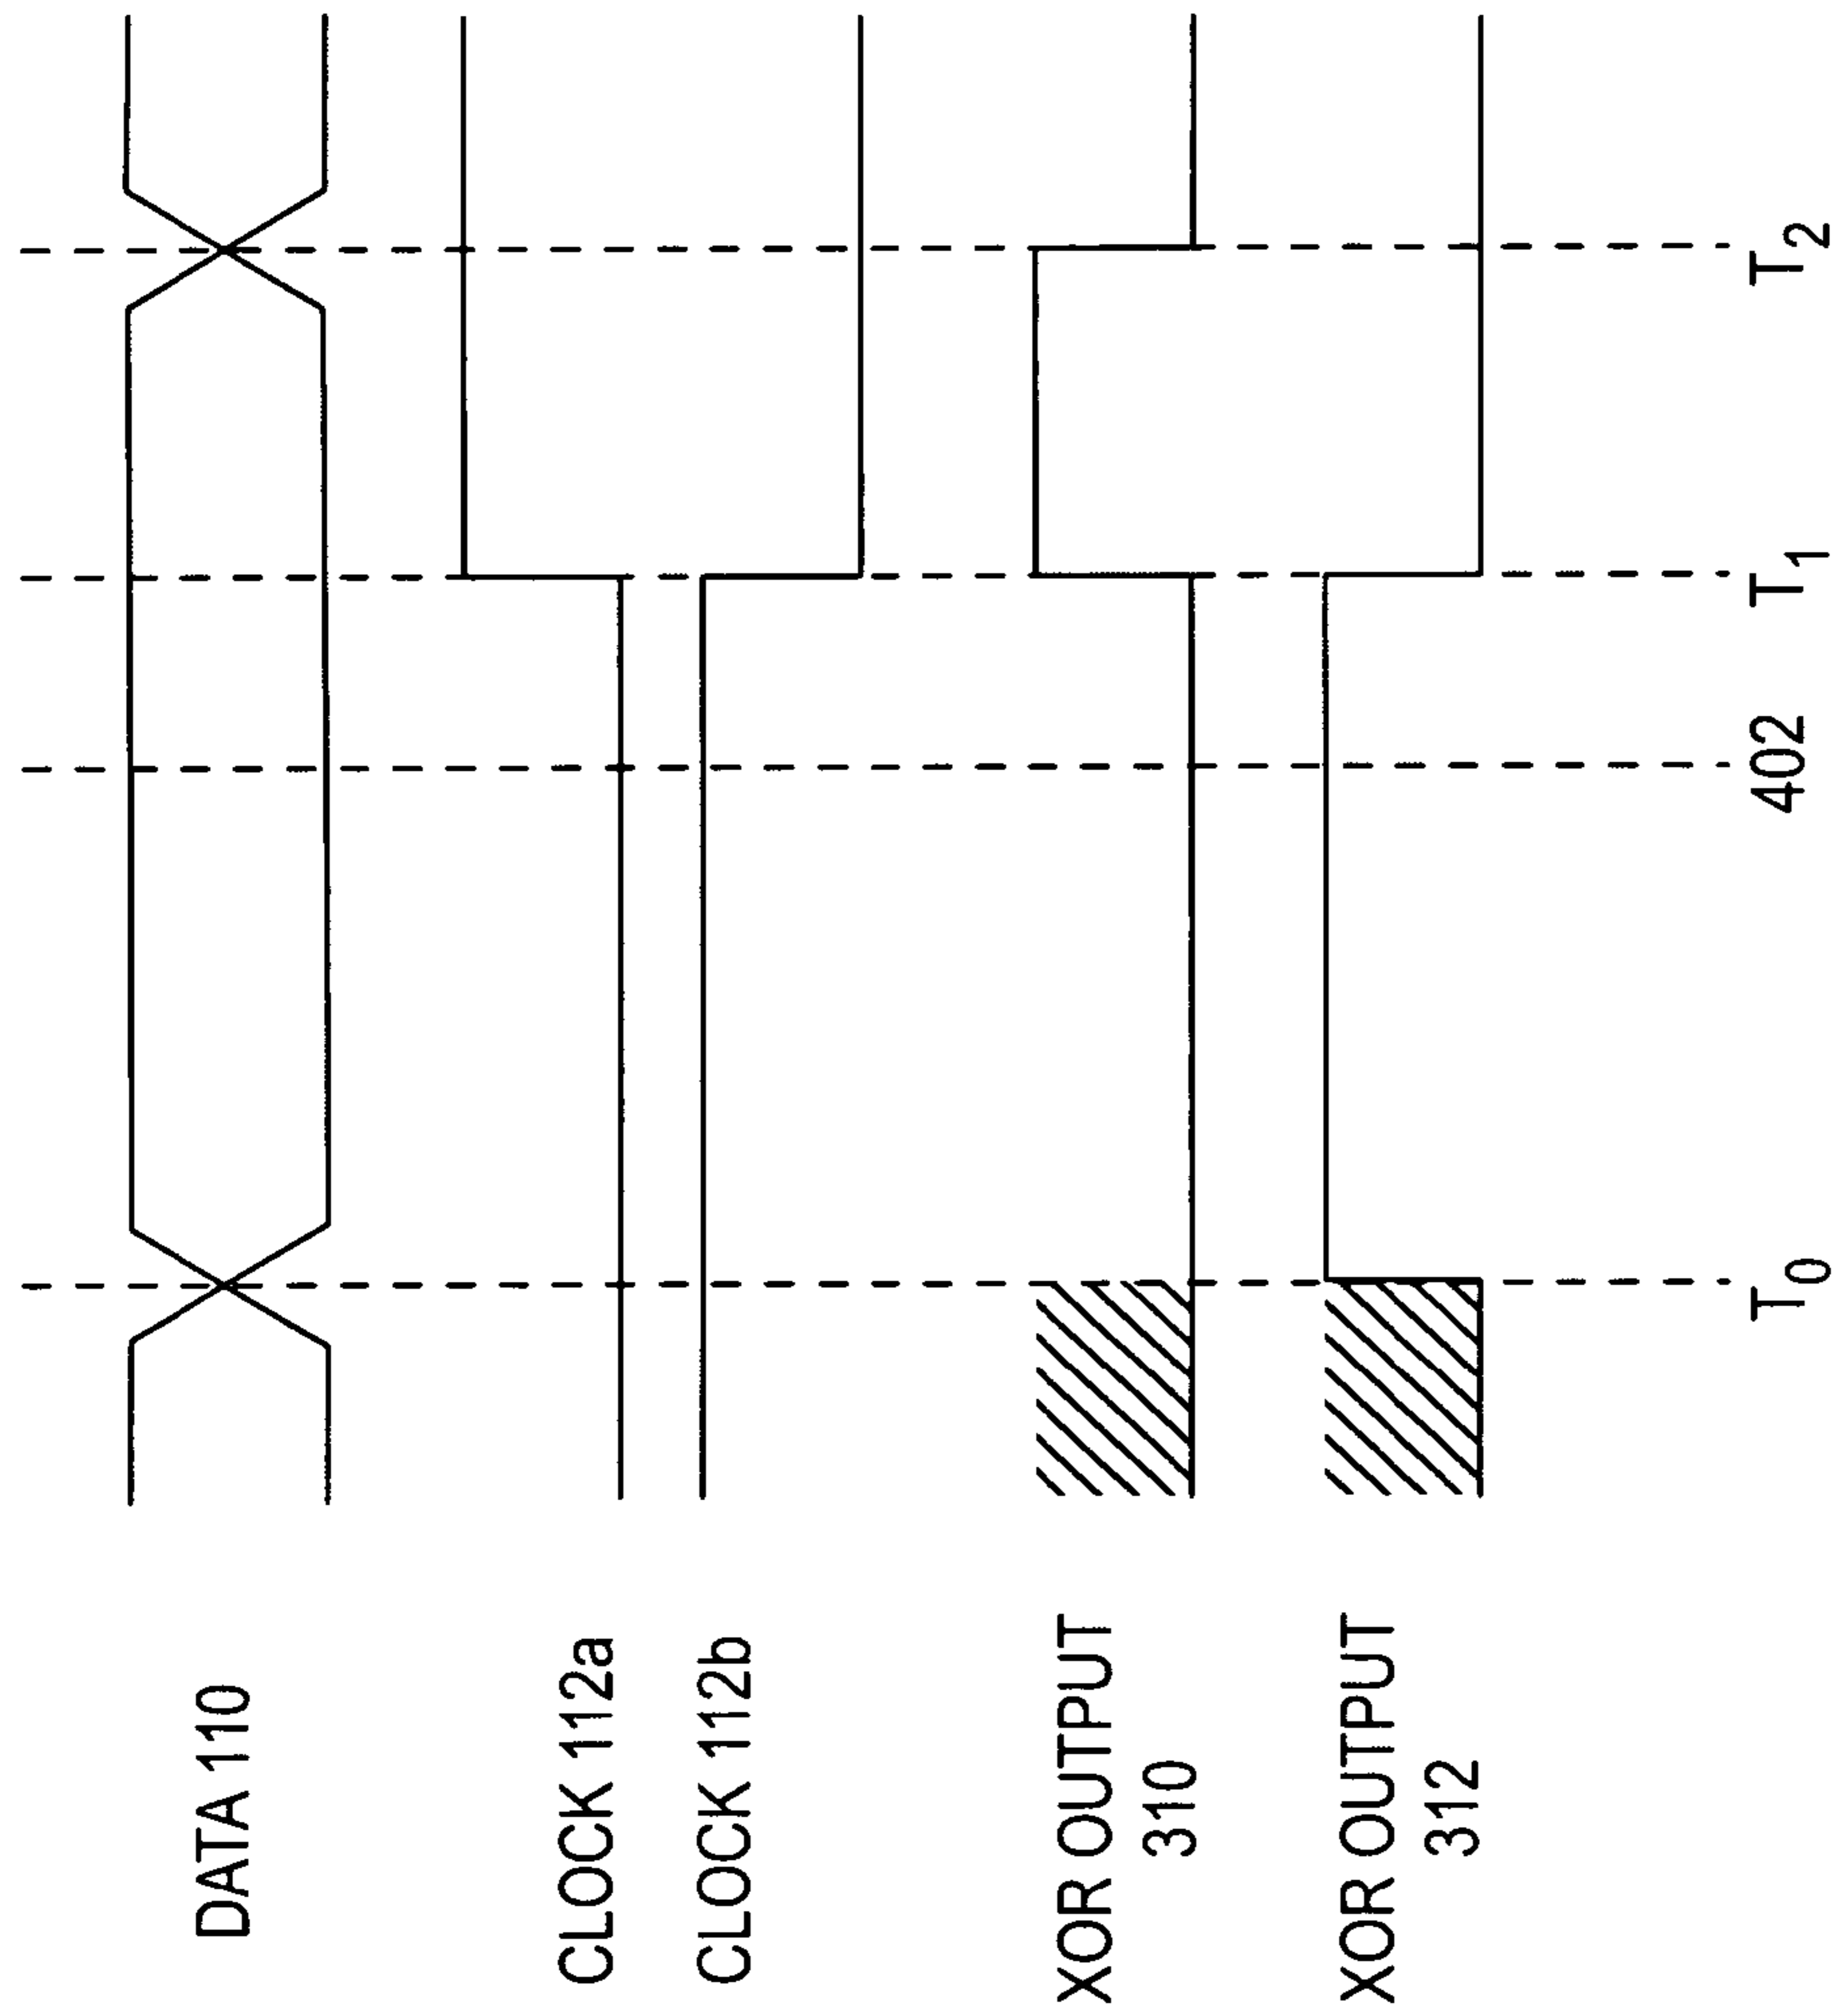 DATA 110
CLOCK 112a
CLOCK 112b
XOR OUTPUT
310
XOR OUTPUT
312
T0 402 T1 T2